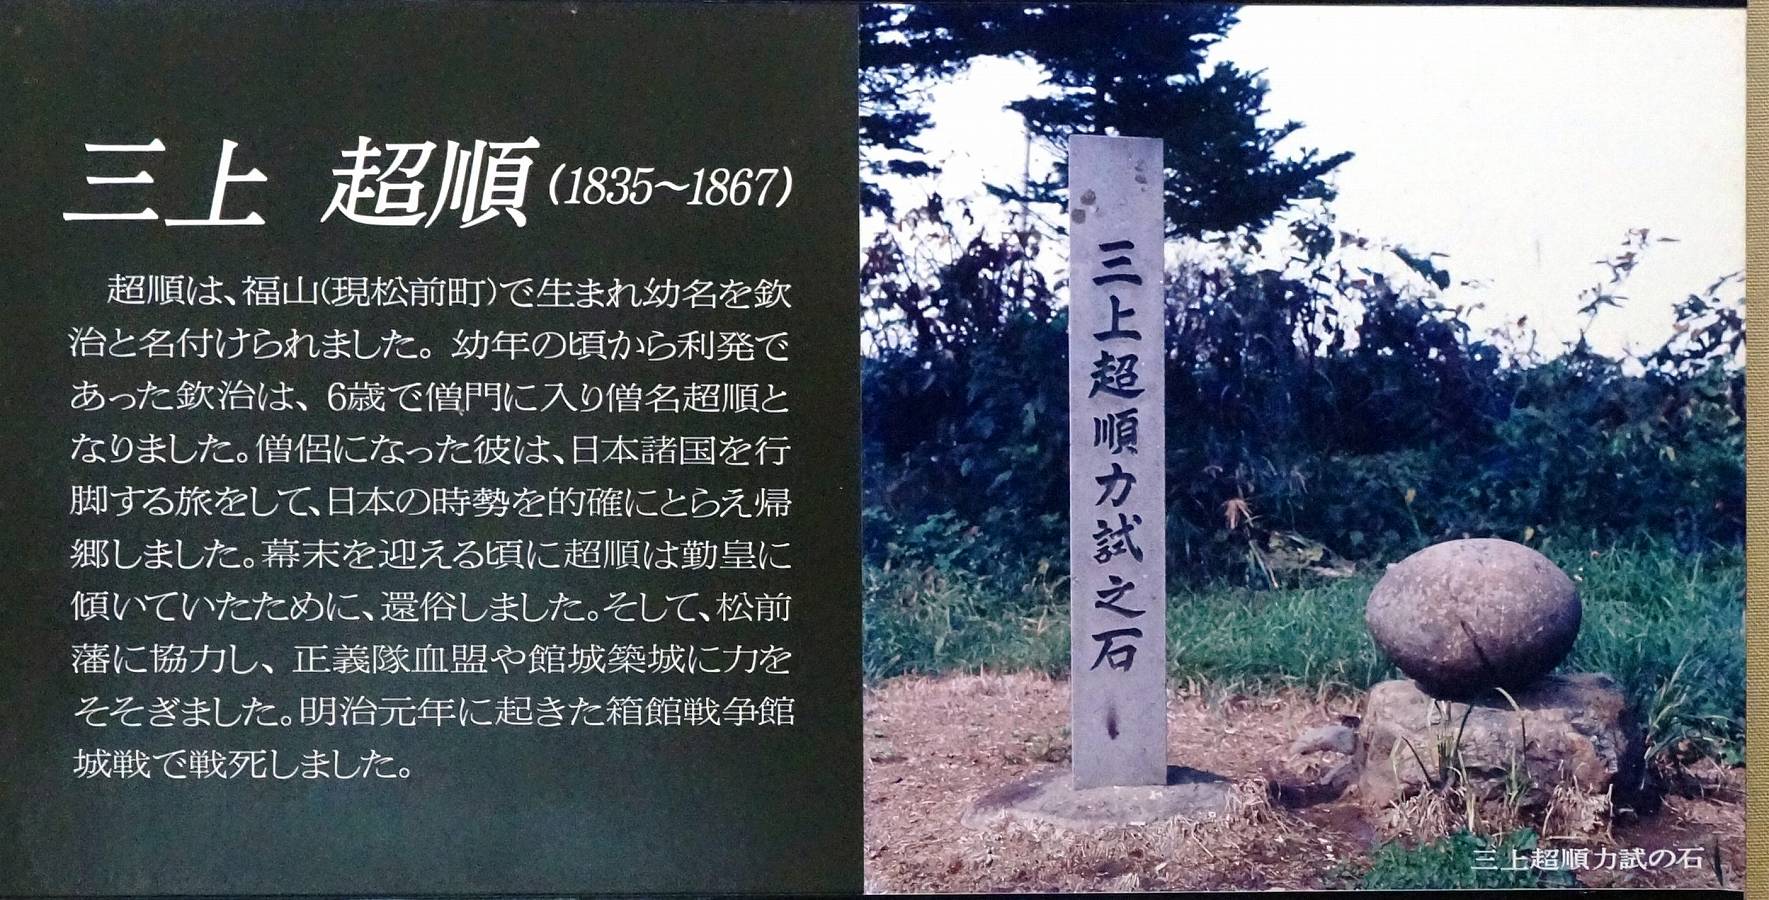 三上 超順(1835～1867)
超順は、福山(現松前町)で生まれ幼名を欽
治と名付けられました。幼年の頃から利発で
あった欽治は、6歳で僧門に入り僧名超順と
なりました。僧侶になった彼は、日本諸国を行
脚する旅をして、日本の時勢を的確にとらえ帰
郷しました。幕末を迎える頃に超順は勤皇に
傾いていたために、還俗しました。そして、松前
藩に協力し、正義隊血盟や館城築城に力を
そそぎました。明治元年に起きた箱館戦争館
城戦で戦死しました。
三上超順力試之石
三上超順力試の石